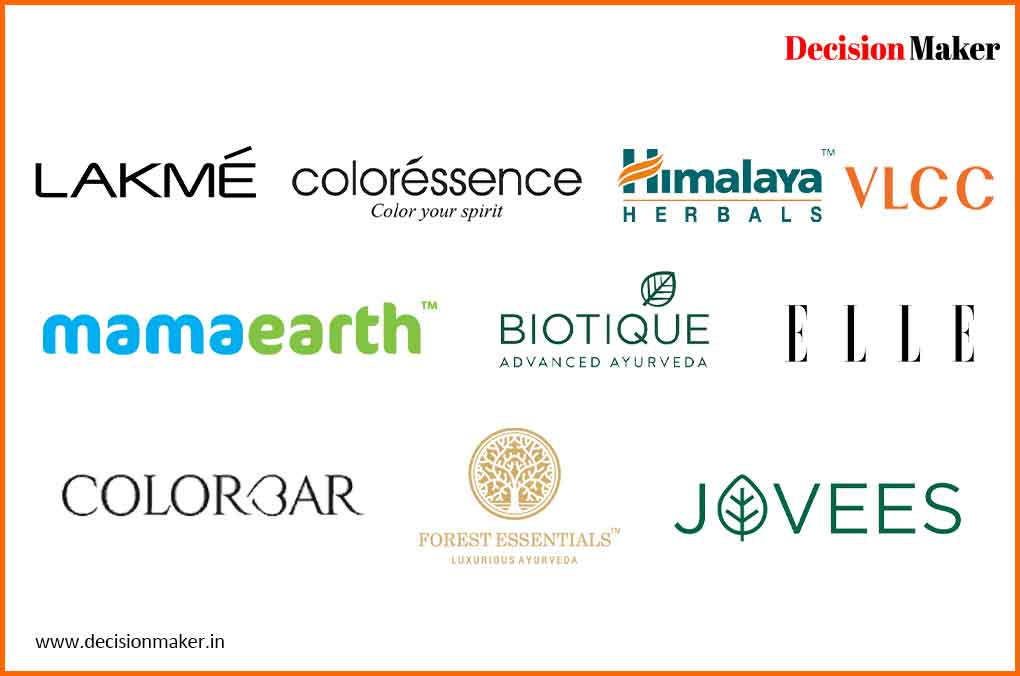 Decision Maker
LAKMÉ
coloréssence
Color your spirit
Himalaya™
HERBALS
VLCC
mamaearth™
BIOTIQUE
ADVANCED AYURVEDA
ELLE
COLORBAR
FOREST ESSENTIALS™
LUXURIOUS AYURVEDA
JOVEES
www.decisionmaker.in